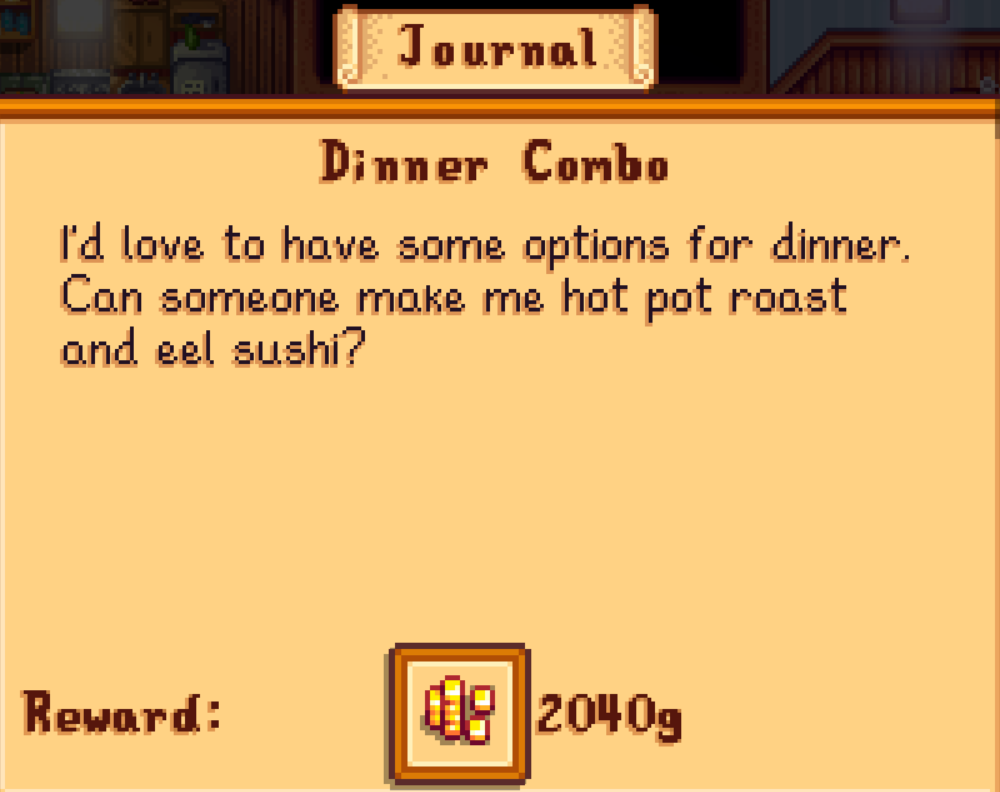 Journal
Dinner Combo
I'd love to have some options for dinner.
Can someone make me hot pot roast
and eel sushi?
Reward:
2040g